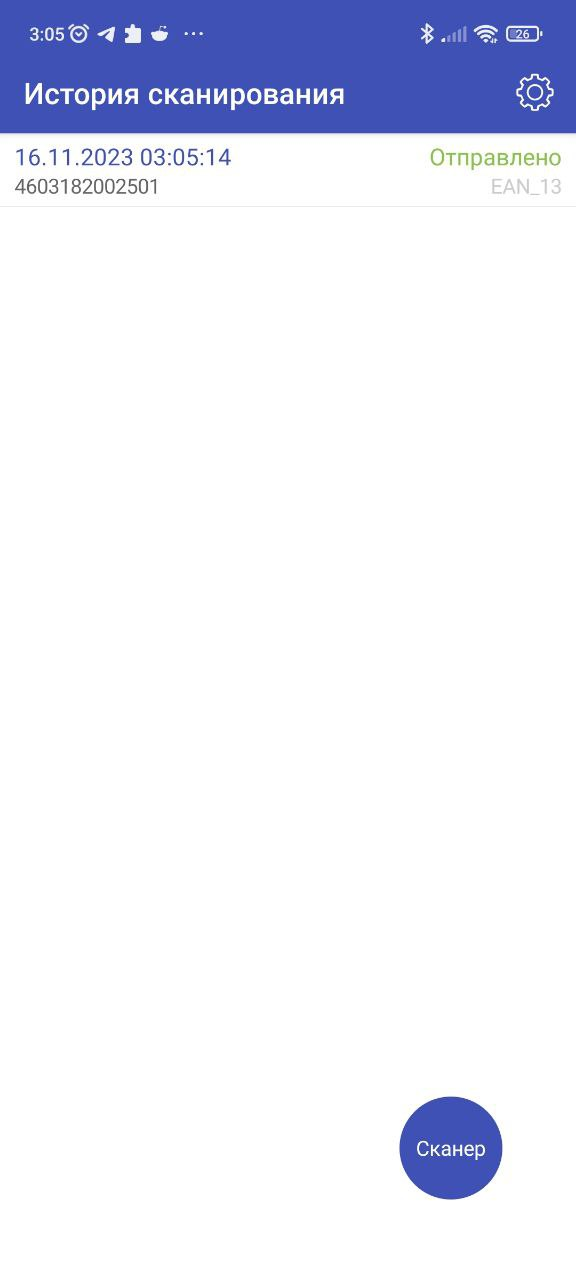 3:05 ... 26
История сканирования
16.11.2023 03:05:14 Отправлено
4603182002501 EAN_13
Сканер